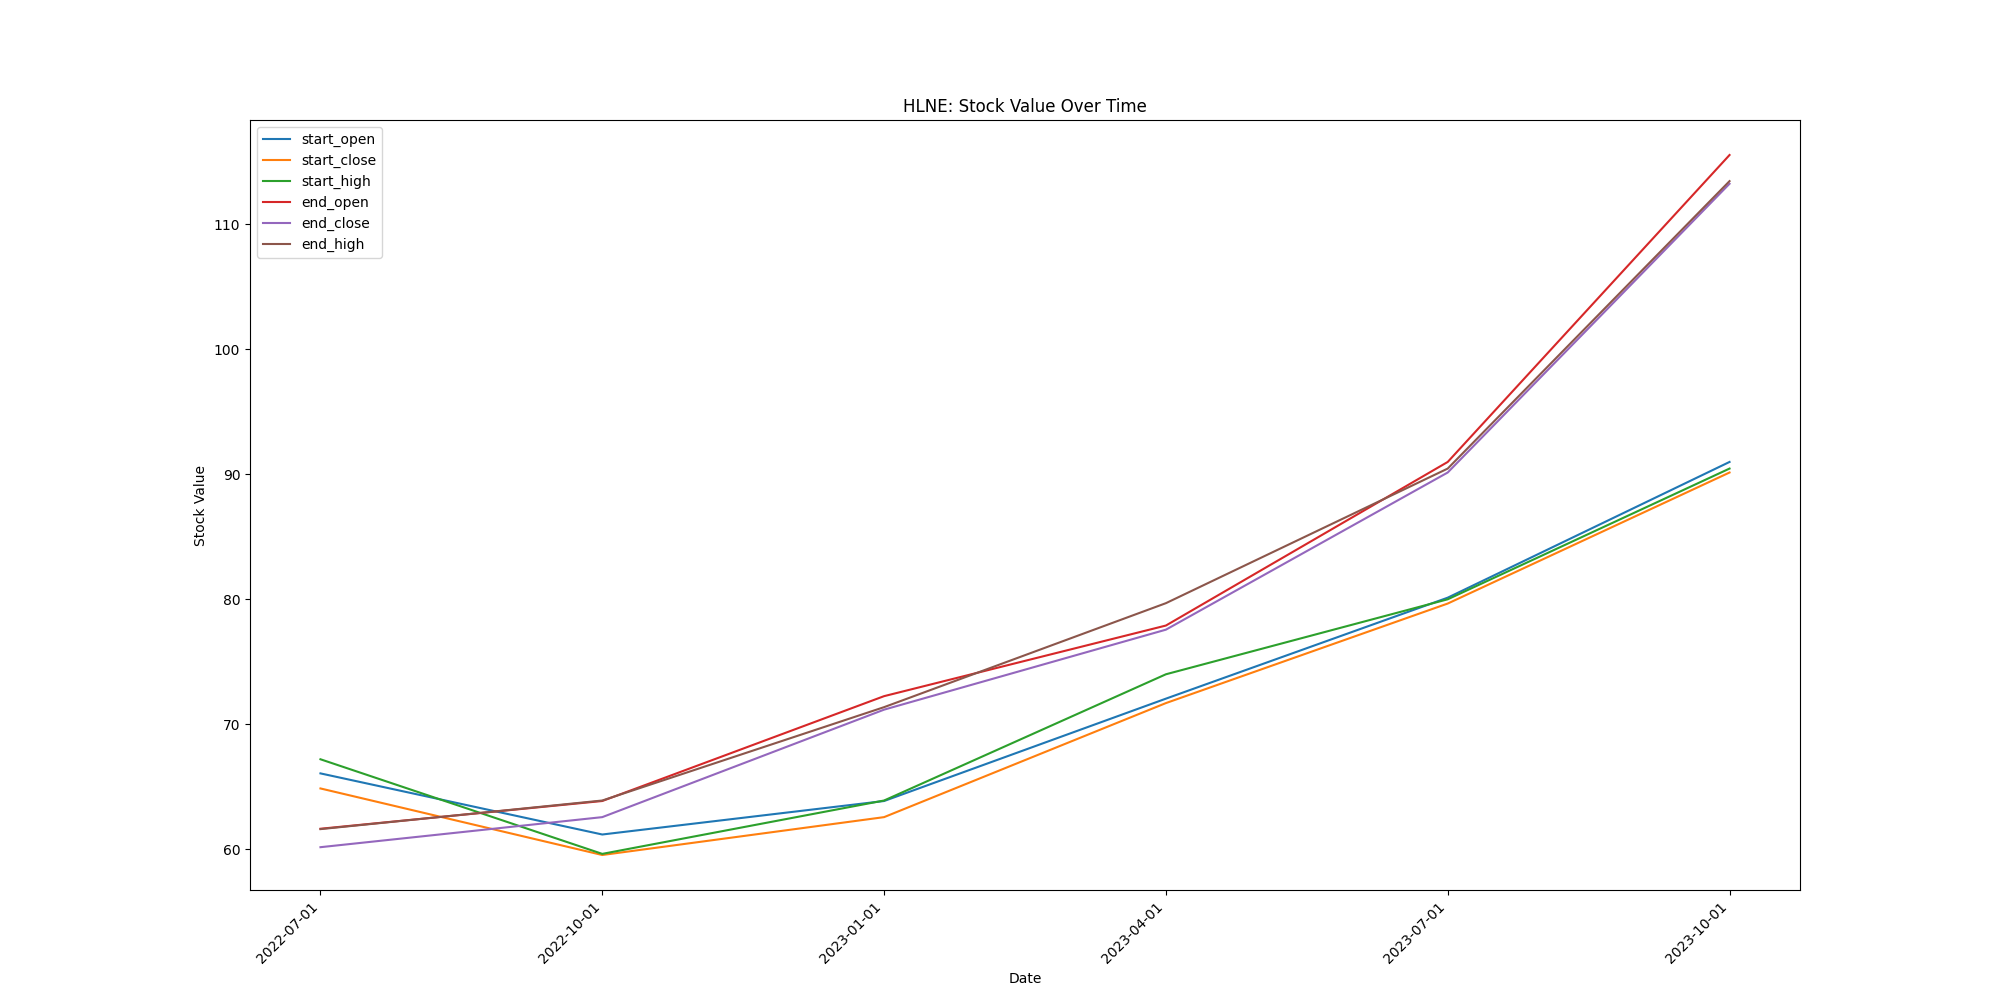 HLNE: Stock Value Over Time
start_open
start_close
start_high
end_open
end_close
end_high
Stock Value
110
100
90
80
70
60
2022-07-01
2022-10-01
2023-01-01
2023-04-01
2023-07-01
2023-10-01
Date